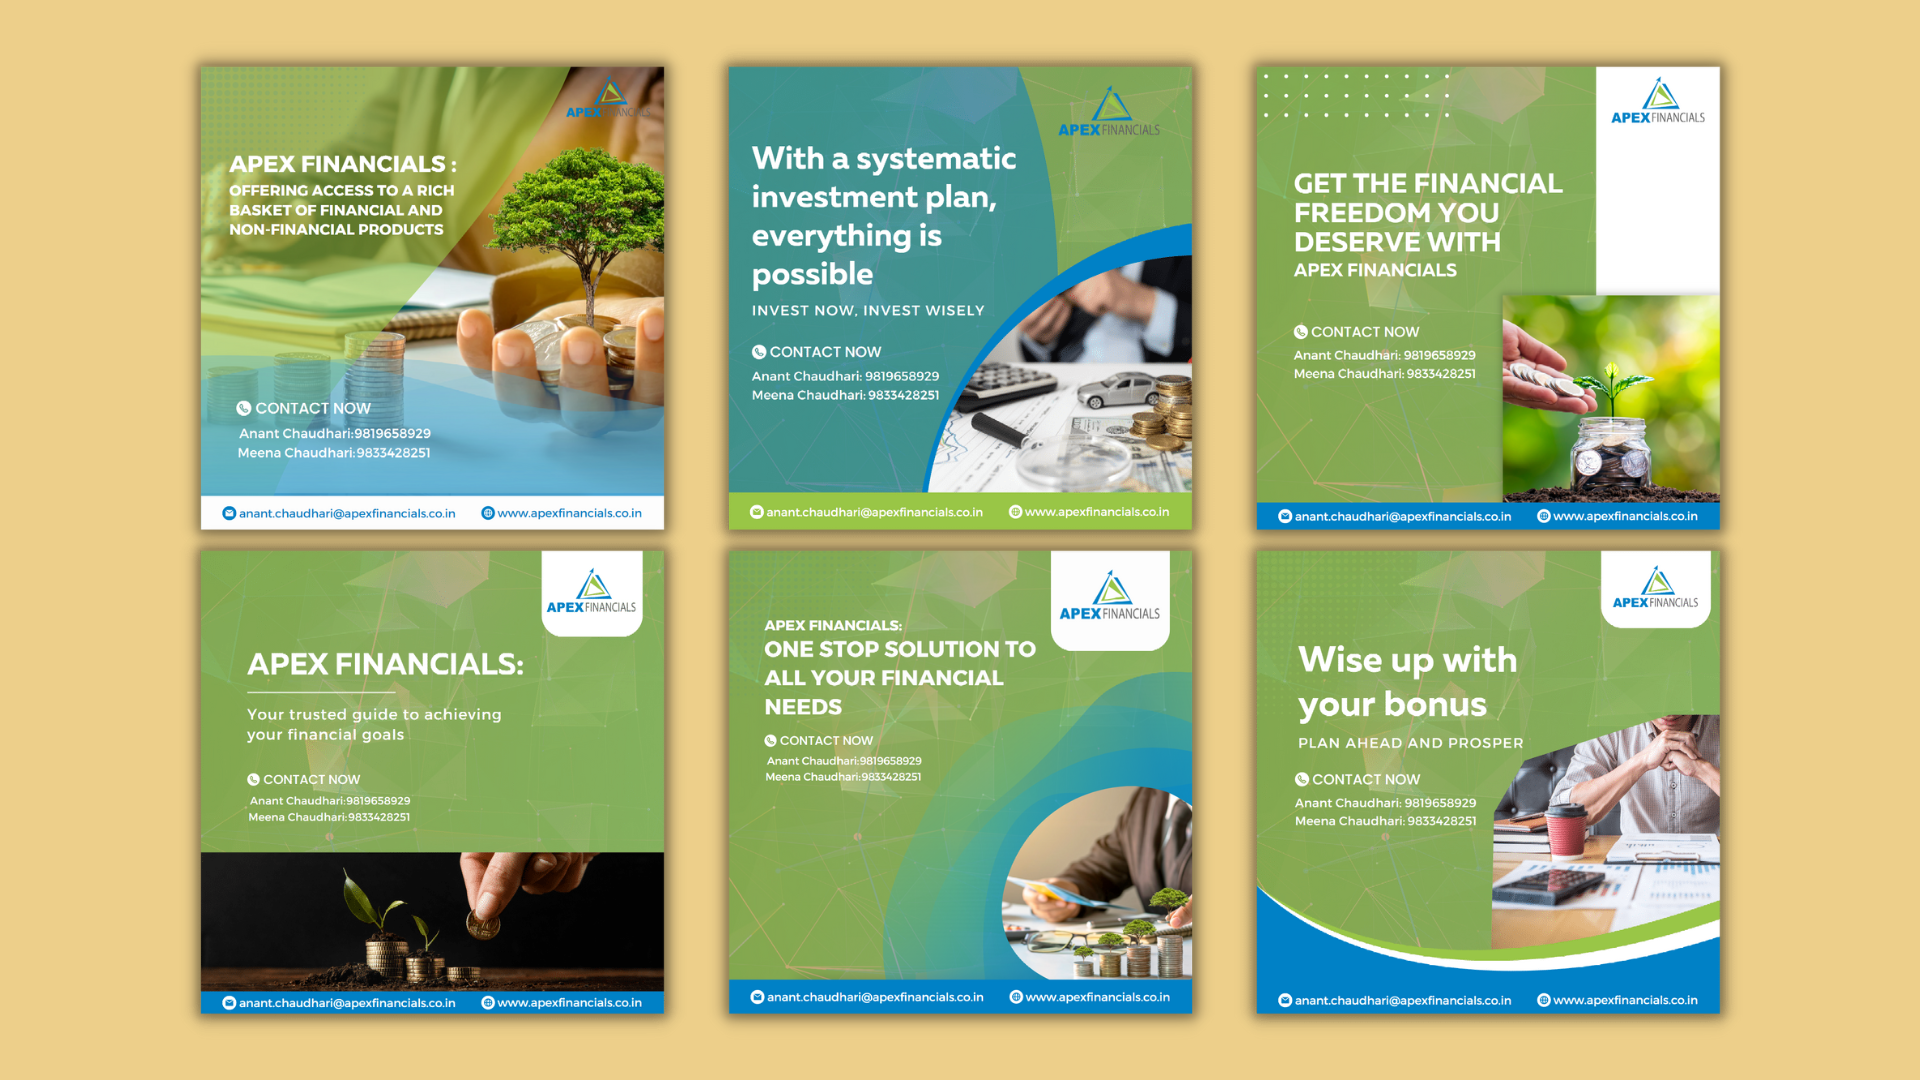 APEX FINANCIALS
APEX FINANCIALS :
OFFERING ACCESS TO A RICH
BASKET OF FINANCIAL AND
NON-FINANCIAL PRODUCTS
CONTACT NOW
Anant Chaudhari:9819658929
Meena Chaudhari:9833428251
anant.chaudhari@apexfinancials.co.in www.apexfinancials.co.in
APEX FINANCIALS
With a systematic
investment plan,
everything is
possible
INVEST NOW, INVEST WISELY
CONTACT NOW
Anant Chaudhari: 9819658929
Meena Chaudhari: 9833428251
anant.chaudhari@apexfinancials.co.in www.apexfinancials.co.in
APEX FINANCIALS
GET THE FINANCIAL
FREEDOM YOU
DESERVE WITH
APEX FINANCIALS
CONTACT NOW
Anant Chaudhari: 9819658929
Meena Chaudhari: 9833428251
anant.chaudhari@apexfinancials.co.in www.apexfinancials.co.in
APEX FINANCIALS
APEX FINANCIALS:
Your trusted guide to achieving
your financial goals
CONTACT NOW
Anant Chaudhari:9819658929
Meena Chaudhari:9833428251
anant.chaudhari@apexfinancials.co.in www.apexfinancials.co.in
APEX FINANCIALS
APEX FINANCIALS:
ONE STOP SOLUTION TO
ALL YOUR FINANCIAL
NEEDS
CONTACT NOW
Anant Chaudhari:9819658929
Meena Chaudhari:9833428251
anant.chaudhari@apexfinancials.co.in www.apexfinancials.co.in
APEX FINANCIALS
Wise up with
your bonus
PLAN AHEAD AND PROSPER
CONTACT NOW
Anant Chaudhari: 9819658929
Meena Chaudhari: 9833428251
anant.chaudhari@apexfinancials.co.in www.apexfinancials.co.in